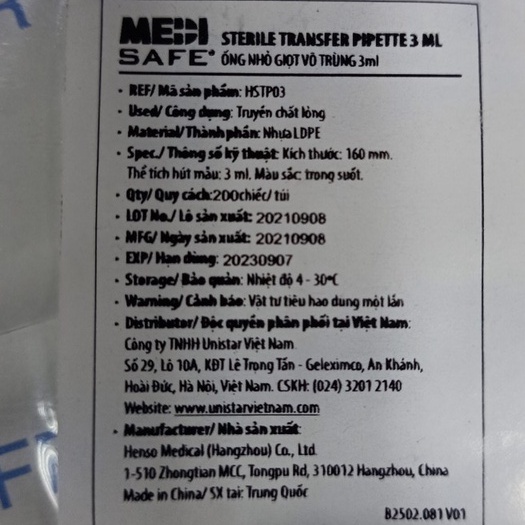 MEDI SAFE®
STERILE TRANSFER PIPETTE 3 ML
ỐNG NHỎ GIỌT VÔ TRÙNG 3ml
• REF/ Mã sản phẩm: HSTP03
• Used/ Công dụng: Truyền chất lỏng
• Material/ Thành phần: Nhựa LDPE
• Spec./ Thông số kỹ thuật: Kích thước: 160 mm.
Thể tích hút mẫu: 3 ml. Màu sắc: trong suốt.
• Qty/ Quy cách:200chiếc/ túi
• LOT No./ Lô sản xuất: 20210908
• MFG/ Ngày sản xuất: 20210908
• EXP/ Hạn dùng: 20230907
• Storage/ Bảo quản: Nhiệt độ 4 - 30°C
• Warning/ Cảnh báo: Vật tư tiêu hao dung một lần
• Distributor/ Độc quyền phân phối tại Việt Nam:
Công ty TNHH Unistar Việt Nam
Số 29, Lô 10A, KĐT Lê Trọng Tấn - Geleximco, An Khánh,
Hoài Đức, Hà Nội, Việt Nam. CSKH: (024) 3201 2140
Website: www.unistarvietnam.com
• Manufacturer/ Nhà sản xuất:
Henso Medical (Hangzhou) Co., Ltd
1-510 Zhongtian MCC, Tongpu Rd, 310012 Hangzhou, China
Made in China/ SX tai: Trung Quốc
B2502.081 V01